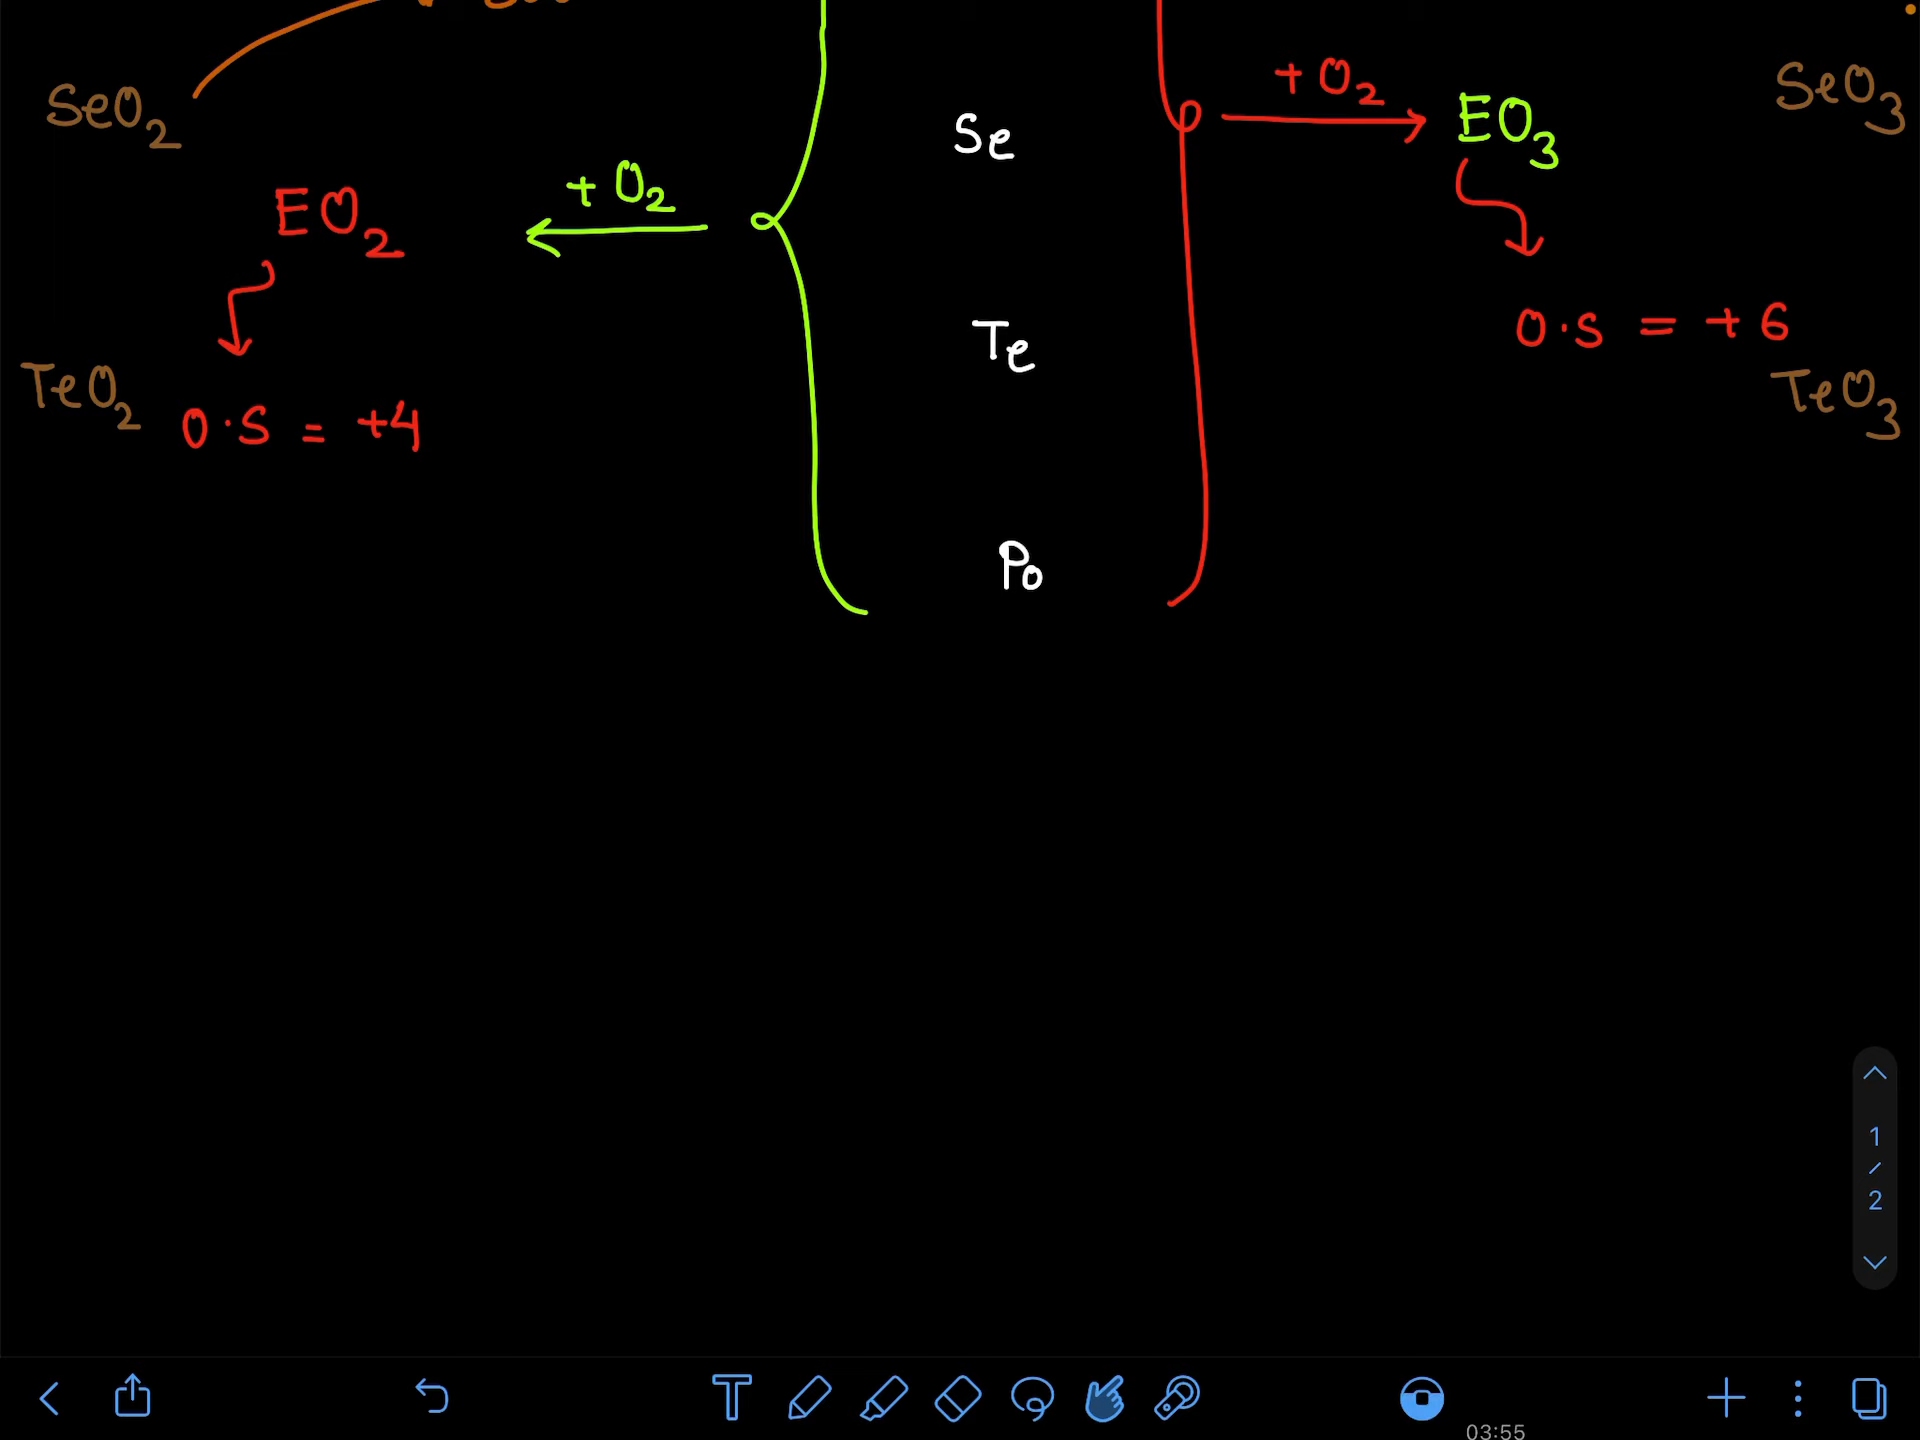 + O2
SeO2
Se
EO3
SeO3
+ O2
EO2
O.S = +6
Te
TeO2
TeO3
O.S = +4
Po
1
/
2
T
03:55